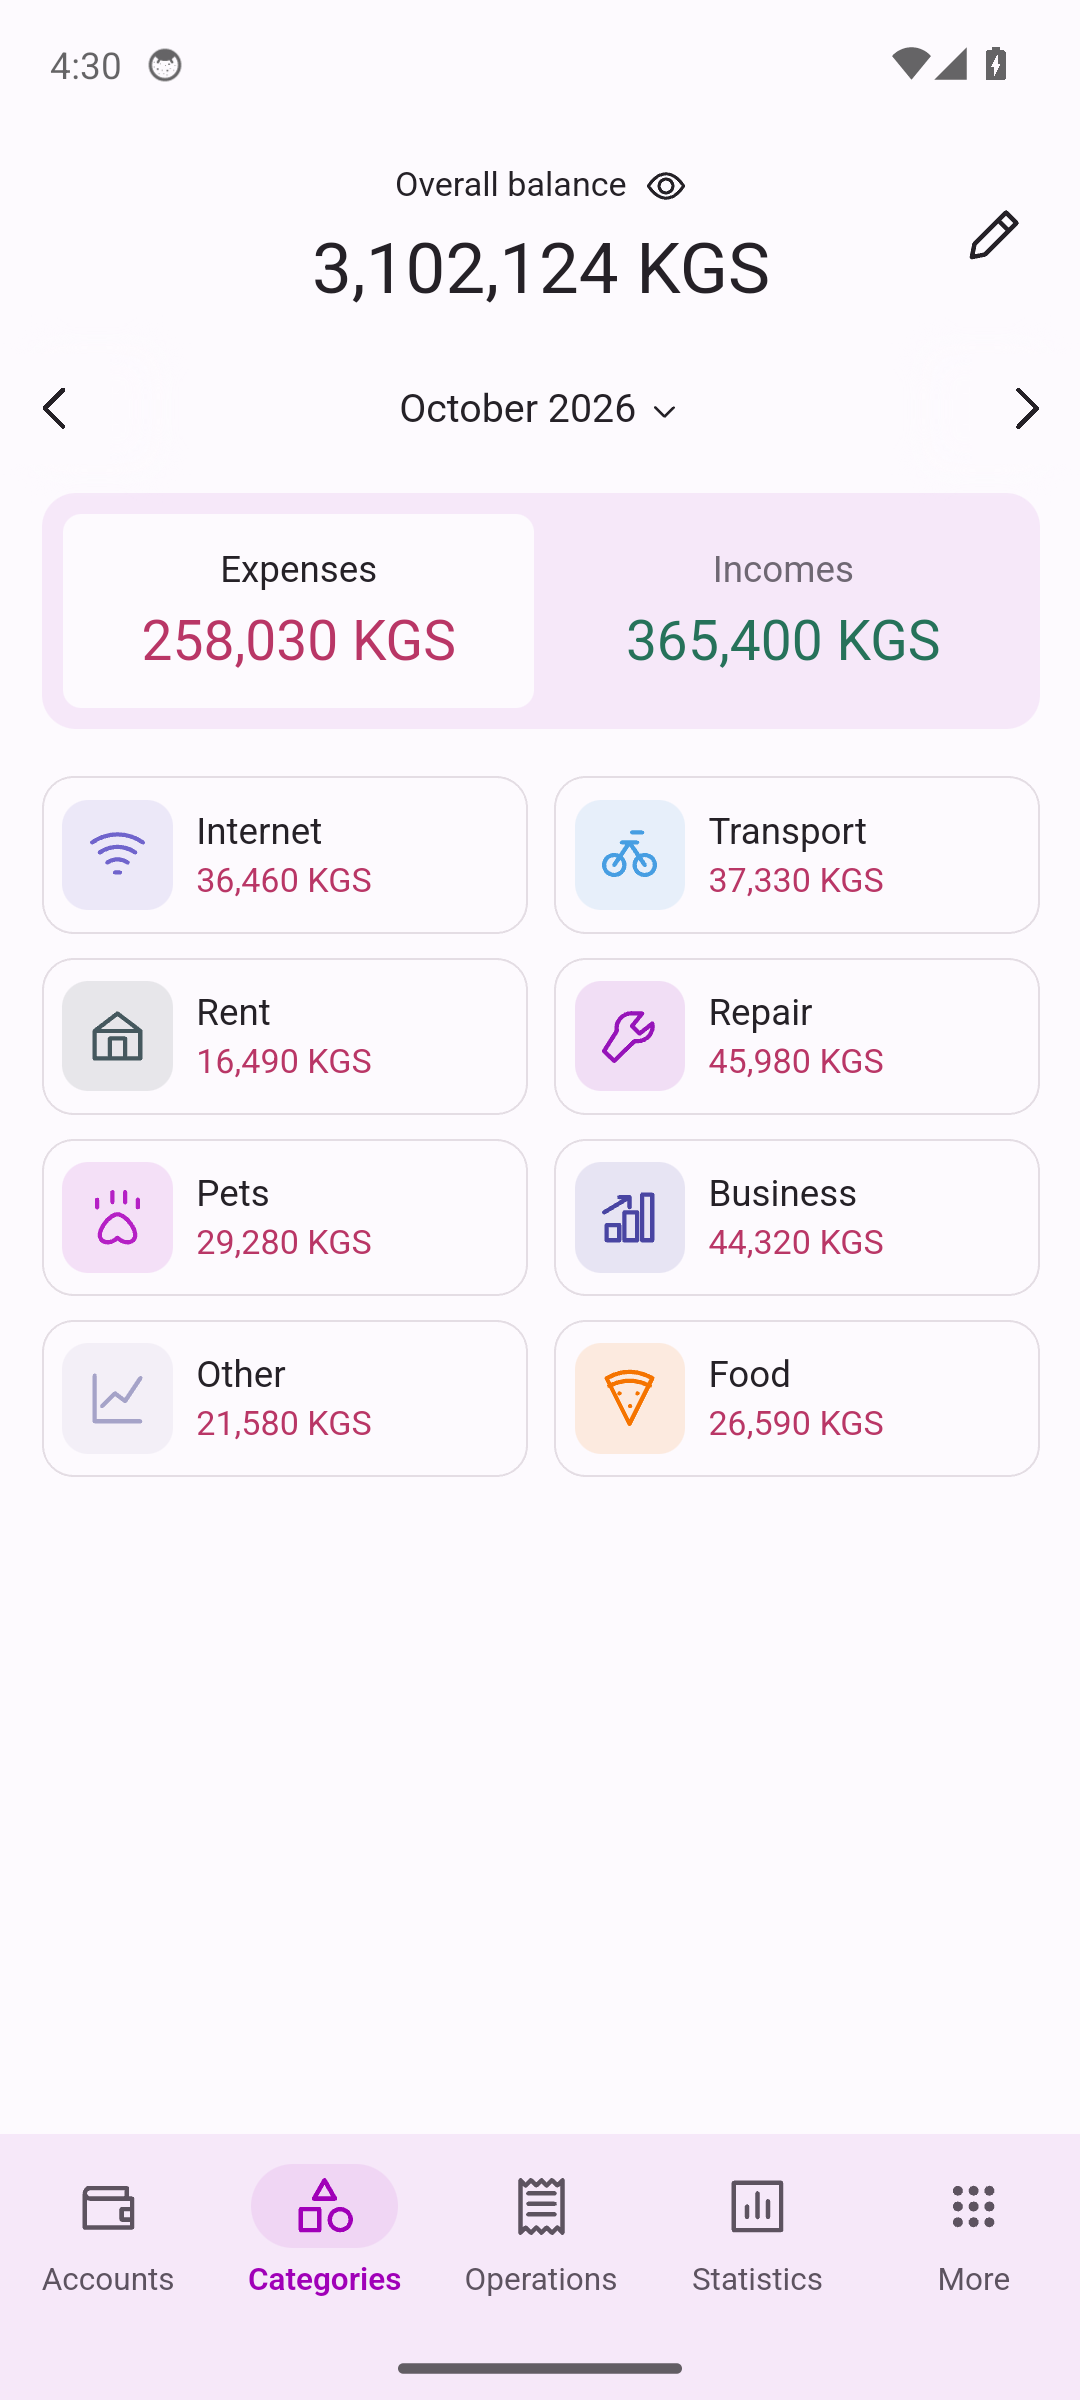 4:30
Overall balance
3,102,124 KGS
October 2026
Expenses
258,030 KGS
Incomes
365,400 KGS
Internet
36,460 KGS
Transport
37,330 KGS
Rent
16,490 KGS
Repair
45,980 KGS
Pets
29,280 KGS
Business
44,320 KGS
Other
21,580 KGS
Food
26,590 KGS
Accounts
Categories
Operations
Statistics
More